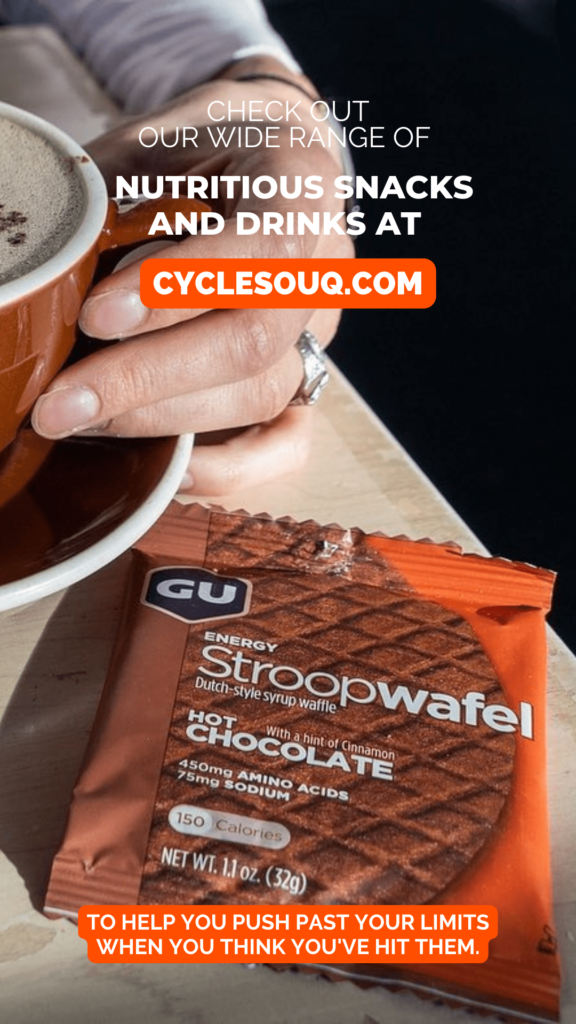 CHECK OUT
OUR WIDE RANGE OF
NUTRITIOUS SNACKS
AND DRINKS AT
CYCLESOUQ.COM
GU
ENERGY
Stroopwafel
Dutch-style syrup waffle
HOT
With a hint of Cinnamon
CHOCOLATE
450mg AMINO ACIDS
75mg SODIUM
150 Calories
NET WT. 1.1 oz. (32g)
TO HELP YOU PUSH PAST YOUR LIMITS
WHEN YOU THINK YOU'VE HIT THEM.